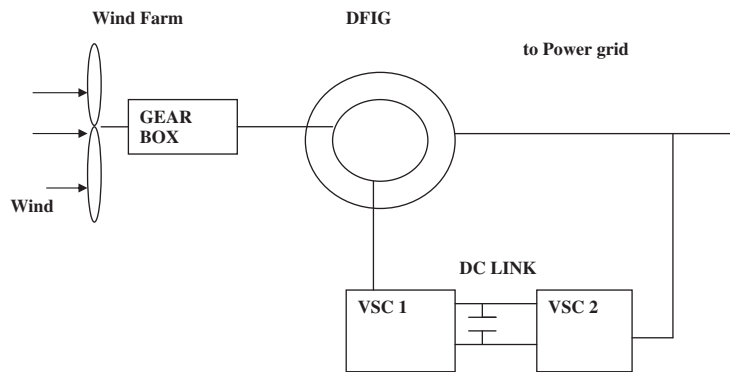 Wind Farm
DFIG
to Power grid
GEAR
BOX
Wind
DC LINK
VSC 1
VSC 2